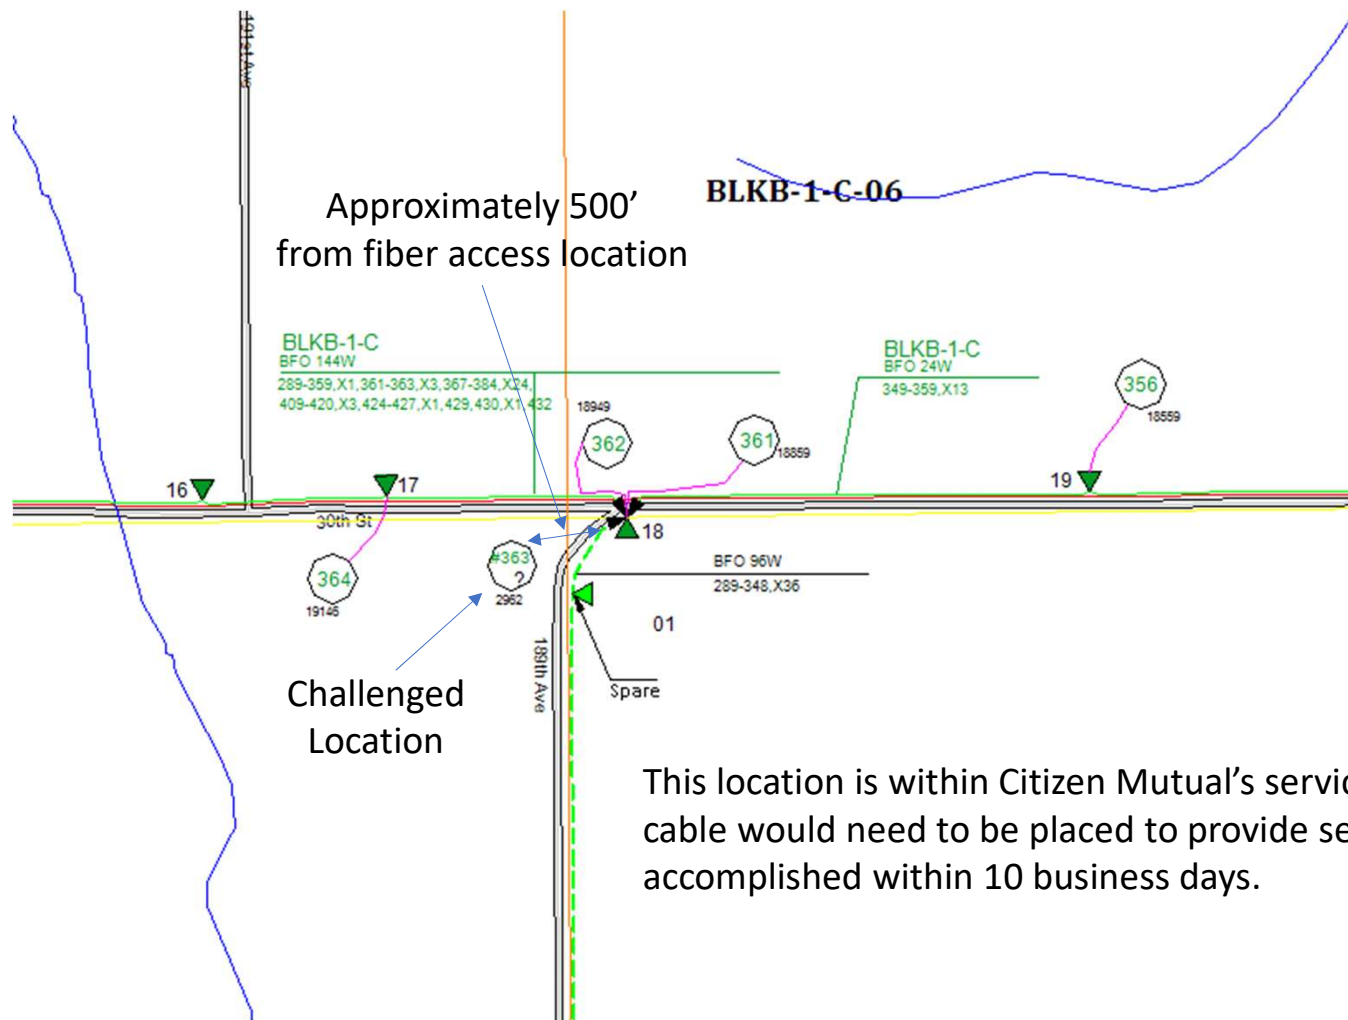 191st Ave
BLKB-1-C-06
Approximately 500’
from fiber access location
BLKB-1-C
BFO 144W
289-359,X1,361-363,X3,367-384,X24,
409-420,X3,424-427,X1,429,430,X1,432
BLKB-1-C
BFO 24W
349-359,X13
356
18559
18949
362
361
18859
16
17
19
30th St
18
#363
?
2962
364
19146
BFO 96W
289-348,X36
01
189th Ave
Spare
Challenged
Location
This location is within Citizen Mutual’s
cable would need to be placed to provide
accomplished within 10 business days.